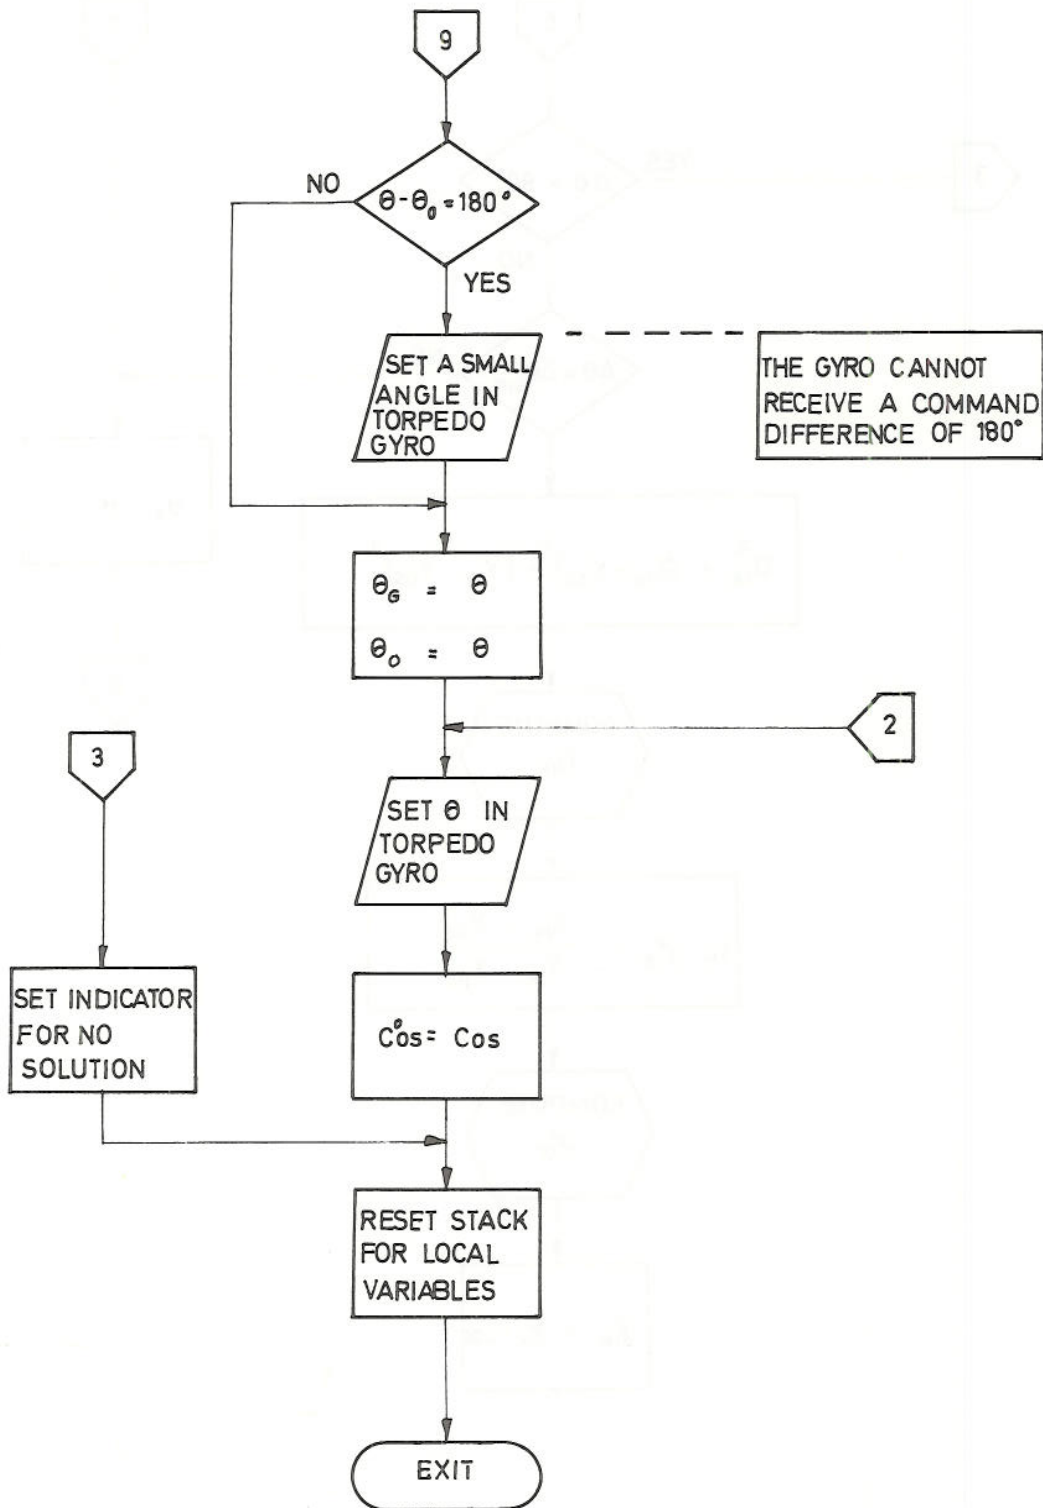 9
NO
θ-θ₀=180°
YES
SET A SMALL
ANGLE IN
TORPEDO
GYRO
THE GYRO CANNOT
RECEIVE A COMMAND
DIFFERENCE OF 180°
θ_G = θ
θ_O = θ
2
3
SET θ IN
TORPEDO
GYRO
SET INDICATOR
FOR NO
SOLUTION
C°os = Cos
RESET STACK
FOR LOCAL
VARIABLES
EXIT